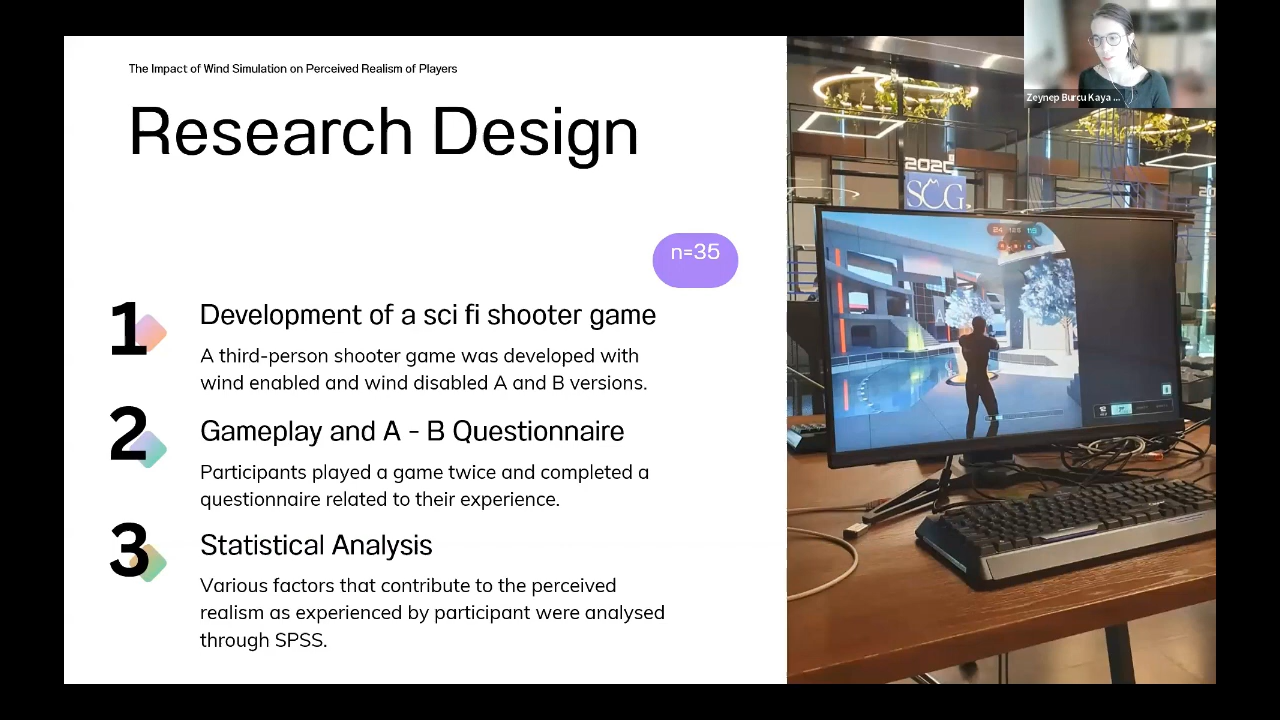 The Impact of Wind Simulation on Perceived Realism of Players
Research Design
n=35
1
Development of a sci fi shooter game
A third-person shooter game was developed with
wind enabled and wind disabled A and B versions.
2
Gameplay and A - B Questionnaire
Participants played a game twice and completed a
questionnaire related to their experience.
3
Statistical Analysis
Various factors that contribute to the perceived
realism as experienced by participant were analysed
through SPSS.
Zeynep Burcu Kaya ...
SCG